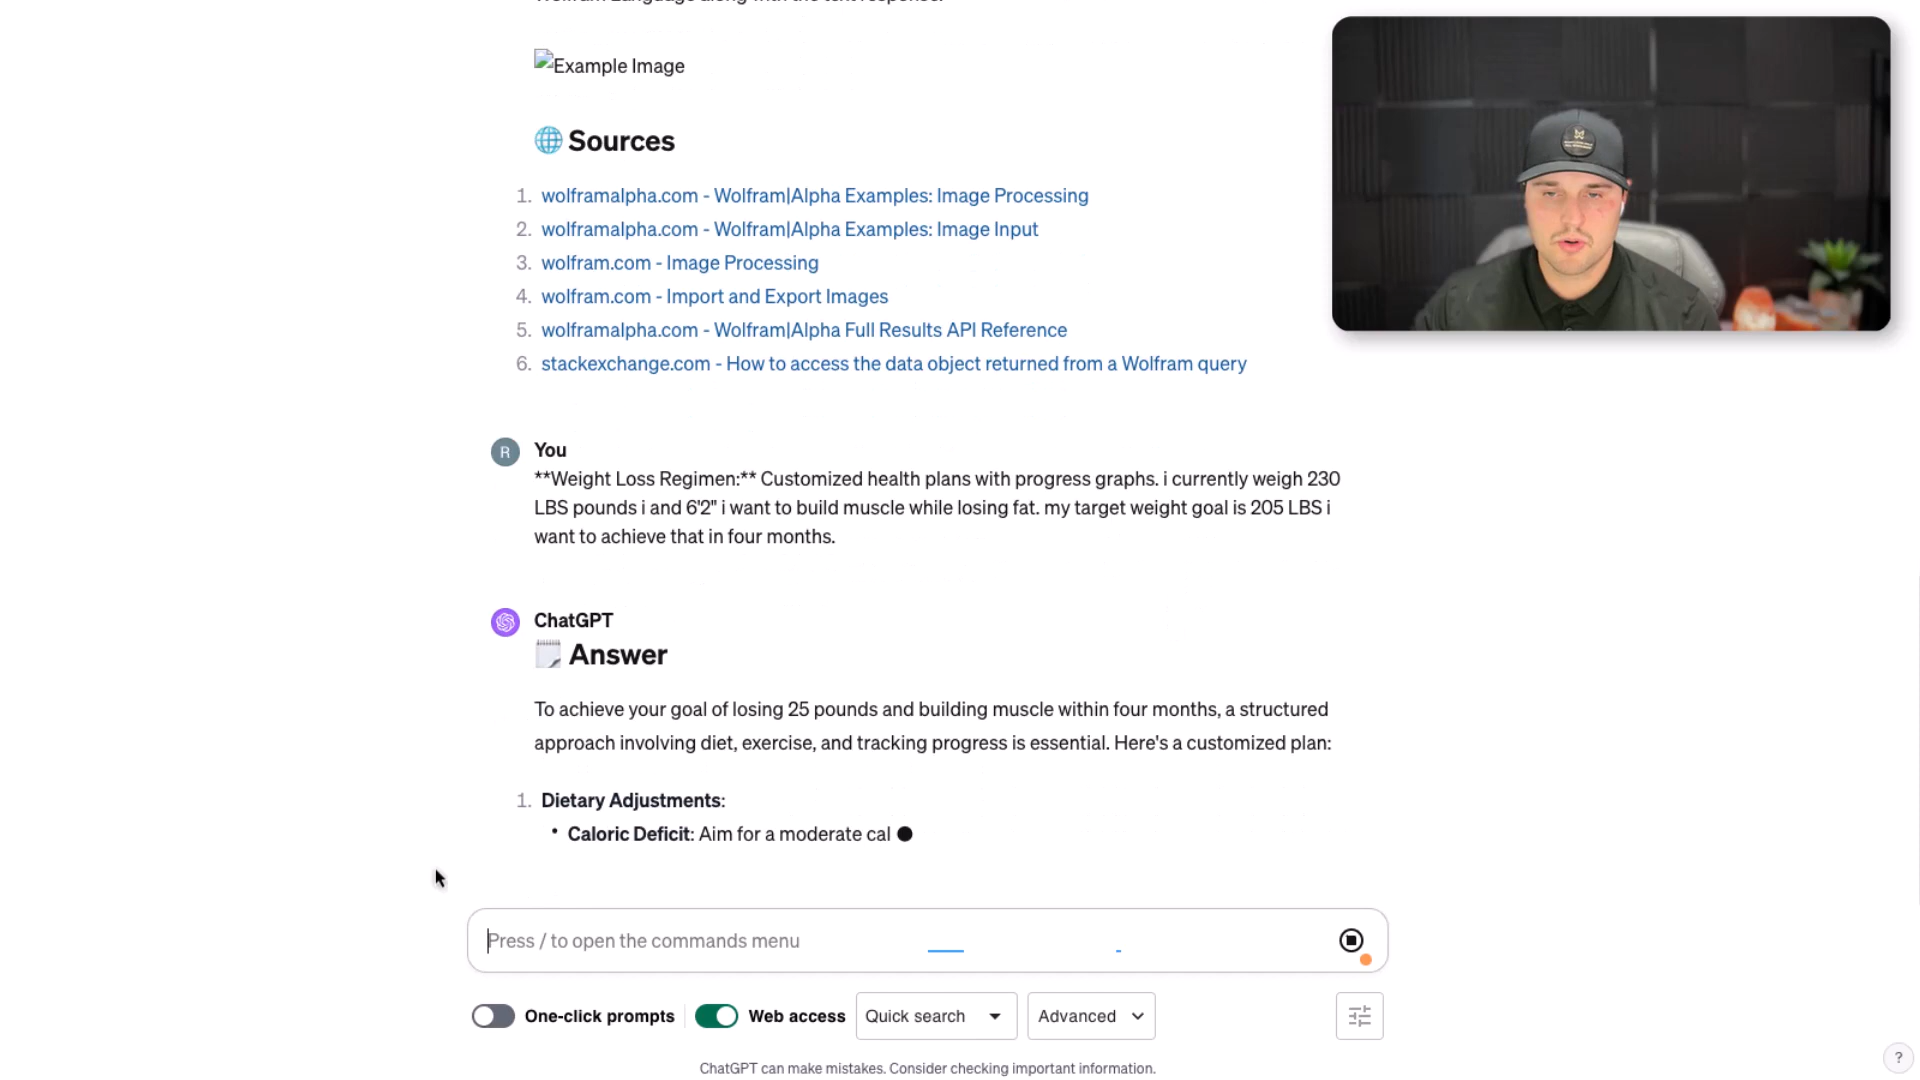 Wolfram Language along with the text response.
Example Image
🌐 Sources
1. wolframalpha.com - Wolfram|Alpha Examples: Image Processing
2. wolframalpha.com - Wolfram|Alpha Examples: Image Input
3. wolfram.com - Image Processing
4. wolfram.com - Import and Export Images
5. wolframalpha.com - Wolfram|Alpha Full Results API Reference
6. stackexchange.com - How to access the data object returned from a Wolfram query
R You
**Weight Loss Regimen:** Customized health plans with progress graphs. i currently weigh 230
LBS pounds i and 6'2" i want to build muscle while losing fat. my target weight goal is 205 LBS i
want to achieve that in four months.
ChatGPT
Answer
To achieve your goal of losing 25 pounds and building muscle within four months, a structured
approach involving diet, exercise, and tracking progress is essential. Here's a customized plan:
1. Dietary Adjustments:
• Caloric Deficit: Aim for a moderate cal
Press / to open the commands menu
One-click prompts Web access Quick search Advanced
ChatGPT can make mistakes. Consider checking important information.
?